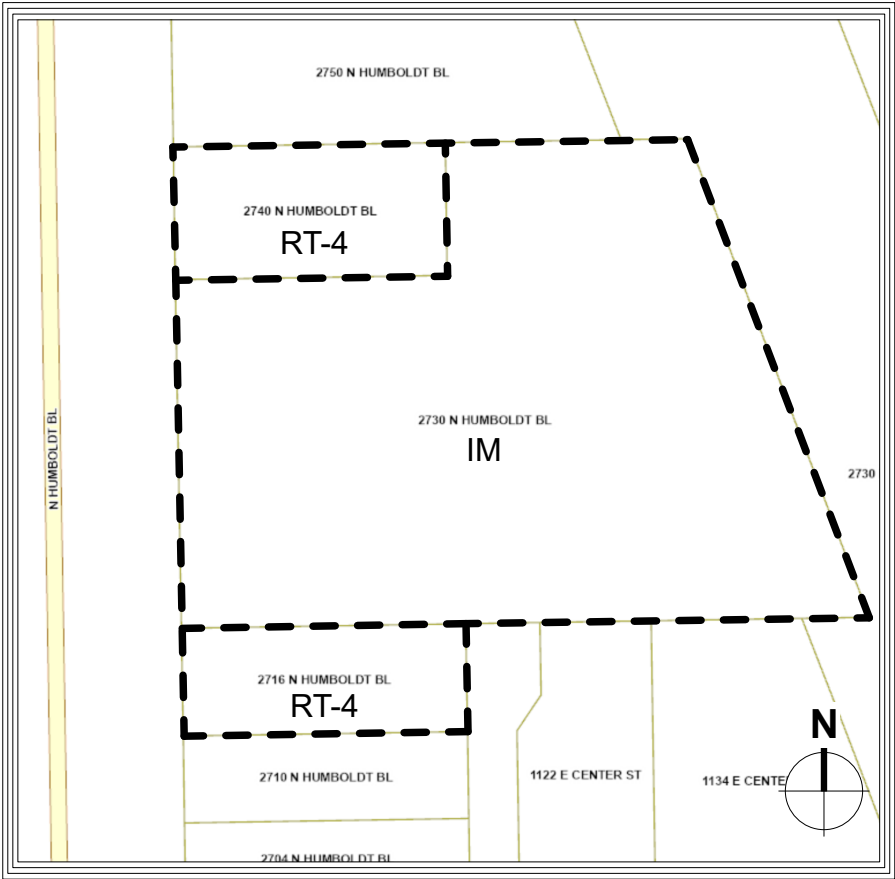 2750 N HUMBOLDT BL
2740 N HUMBOLDT BL
RT-4
2730 N HUMBOLDT BL
IM
N HUMBOLDT BL
2730
2716 N HUMBOLDT BL
RT-4
N
2710 N HUMBOLDT BL
1122 E CENTER ST
1134 E CENTE
2704 N HUMBOLDT BL